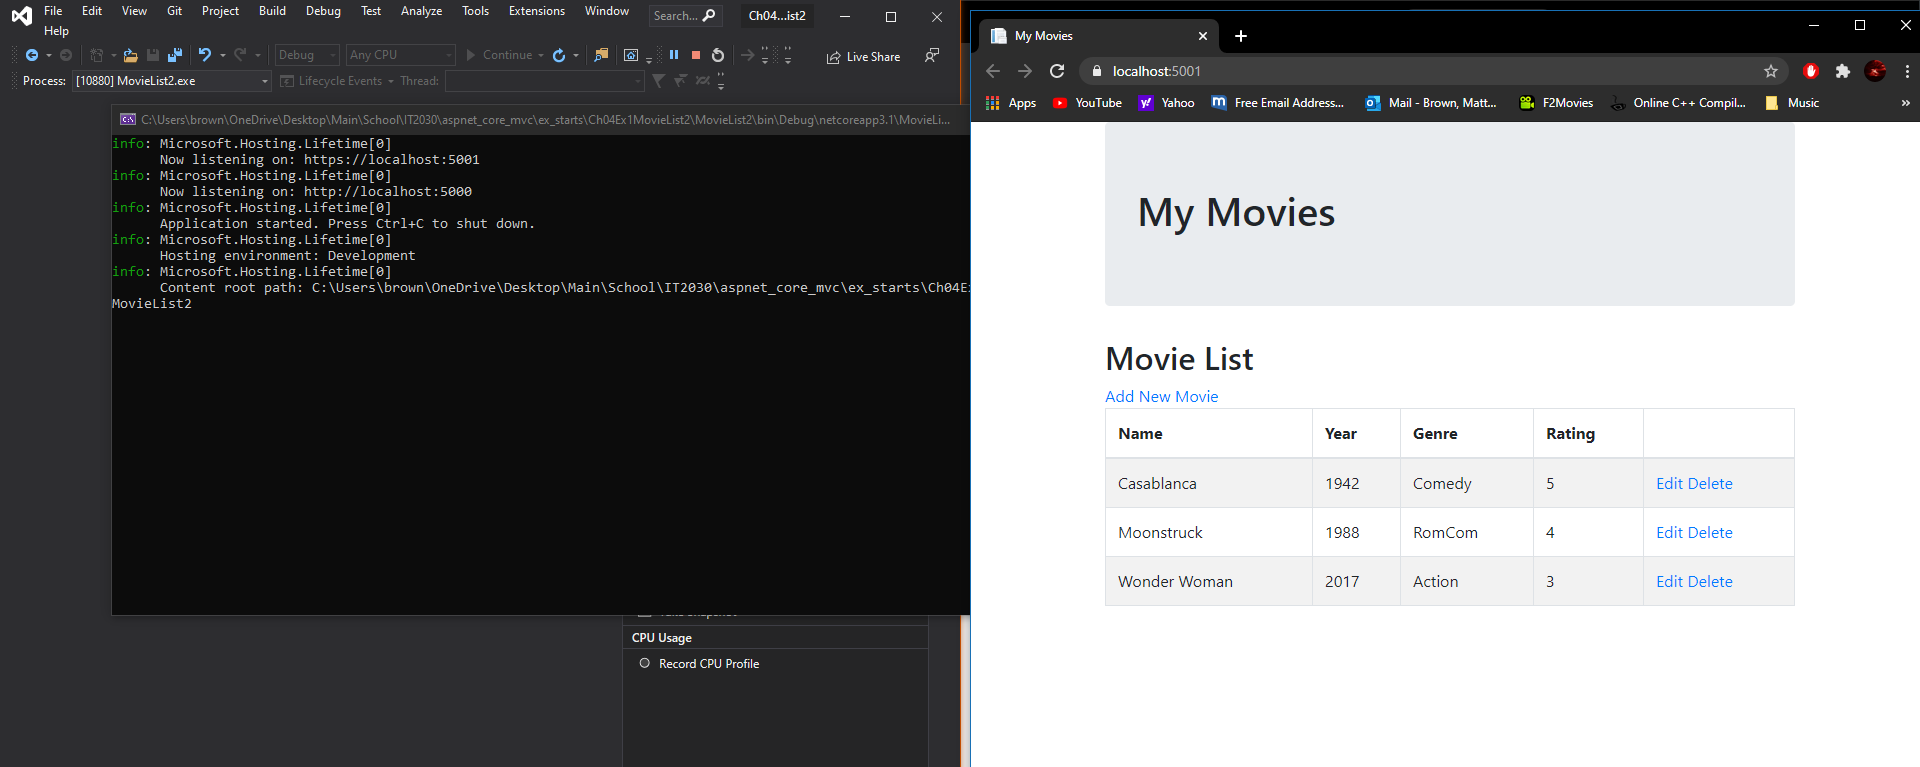 File Edit View Git Project Build Debug Test Analyze Tools Extensions Window Search... Ch04...ist2
Help
Debug Any CPU Continue Live Share
Process: [10880] MovieList2.exe Lifecycle Events Thread:
C:\Users\brown\OneDrive\Desktop\Main\School\IT2030\aspnet_core_mvc\ex_starts\Ch04Ex1MovieList2\MovieList2\bin\Debug\netcoreapp3.1\MovieLi...
info: Microsoft.Hosting.Lifetime[0]
Now listening on: https://localhost:5001
info: Microsoft.Hosting.Lifetime[0]
Now listening on: http://localhost:5000
info: Microsoft.Hosting.Lifetime[0]
Application started. Press Ctrl+C to shut down.
info: Microsoft.Hosting.Lifetime[0]
Hosting environment: Development
info: Microsoft.Hosting.Lifetime[0]
Content root path: C:\Users\brown\OneDrive\Desktop\Main\School\IT2030\aspnet_core_mvc\ex_starts\Ch04Ex
MovieList2
CPU Usage
Record CPU Profile
My Movies
localhost:5001
Apps YouTube Yahoo Free Email Address... Mail - Brown, Matt... F2Movies Online C++ Compil... Music »
My Movies
Movie List
Add New Movie
Name Year Genre Rating
Casablanca 1942 Comedy 5 Edit Delete
Moonstruck 1988 RomCom 4 Edit Delete
Wonder Woman 2017 Action 3 Edit Delete